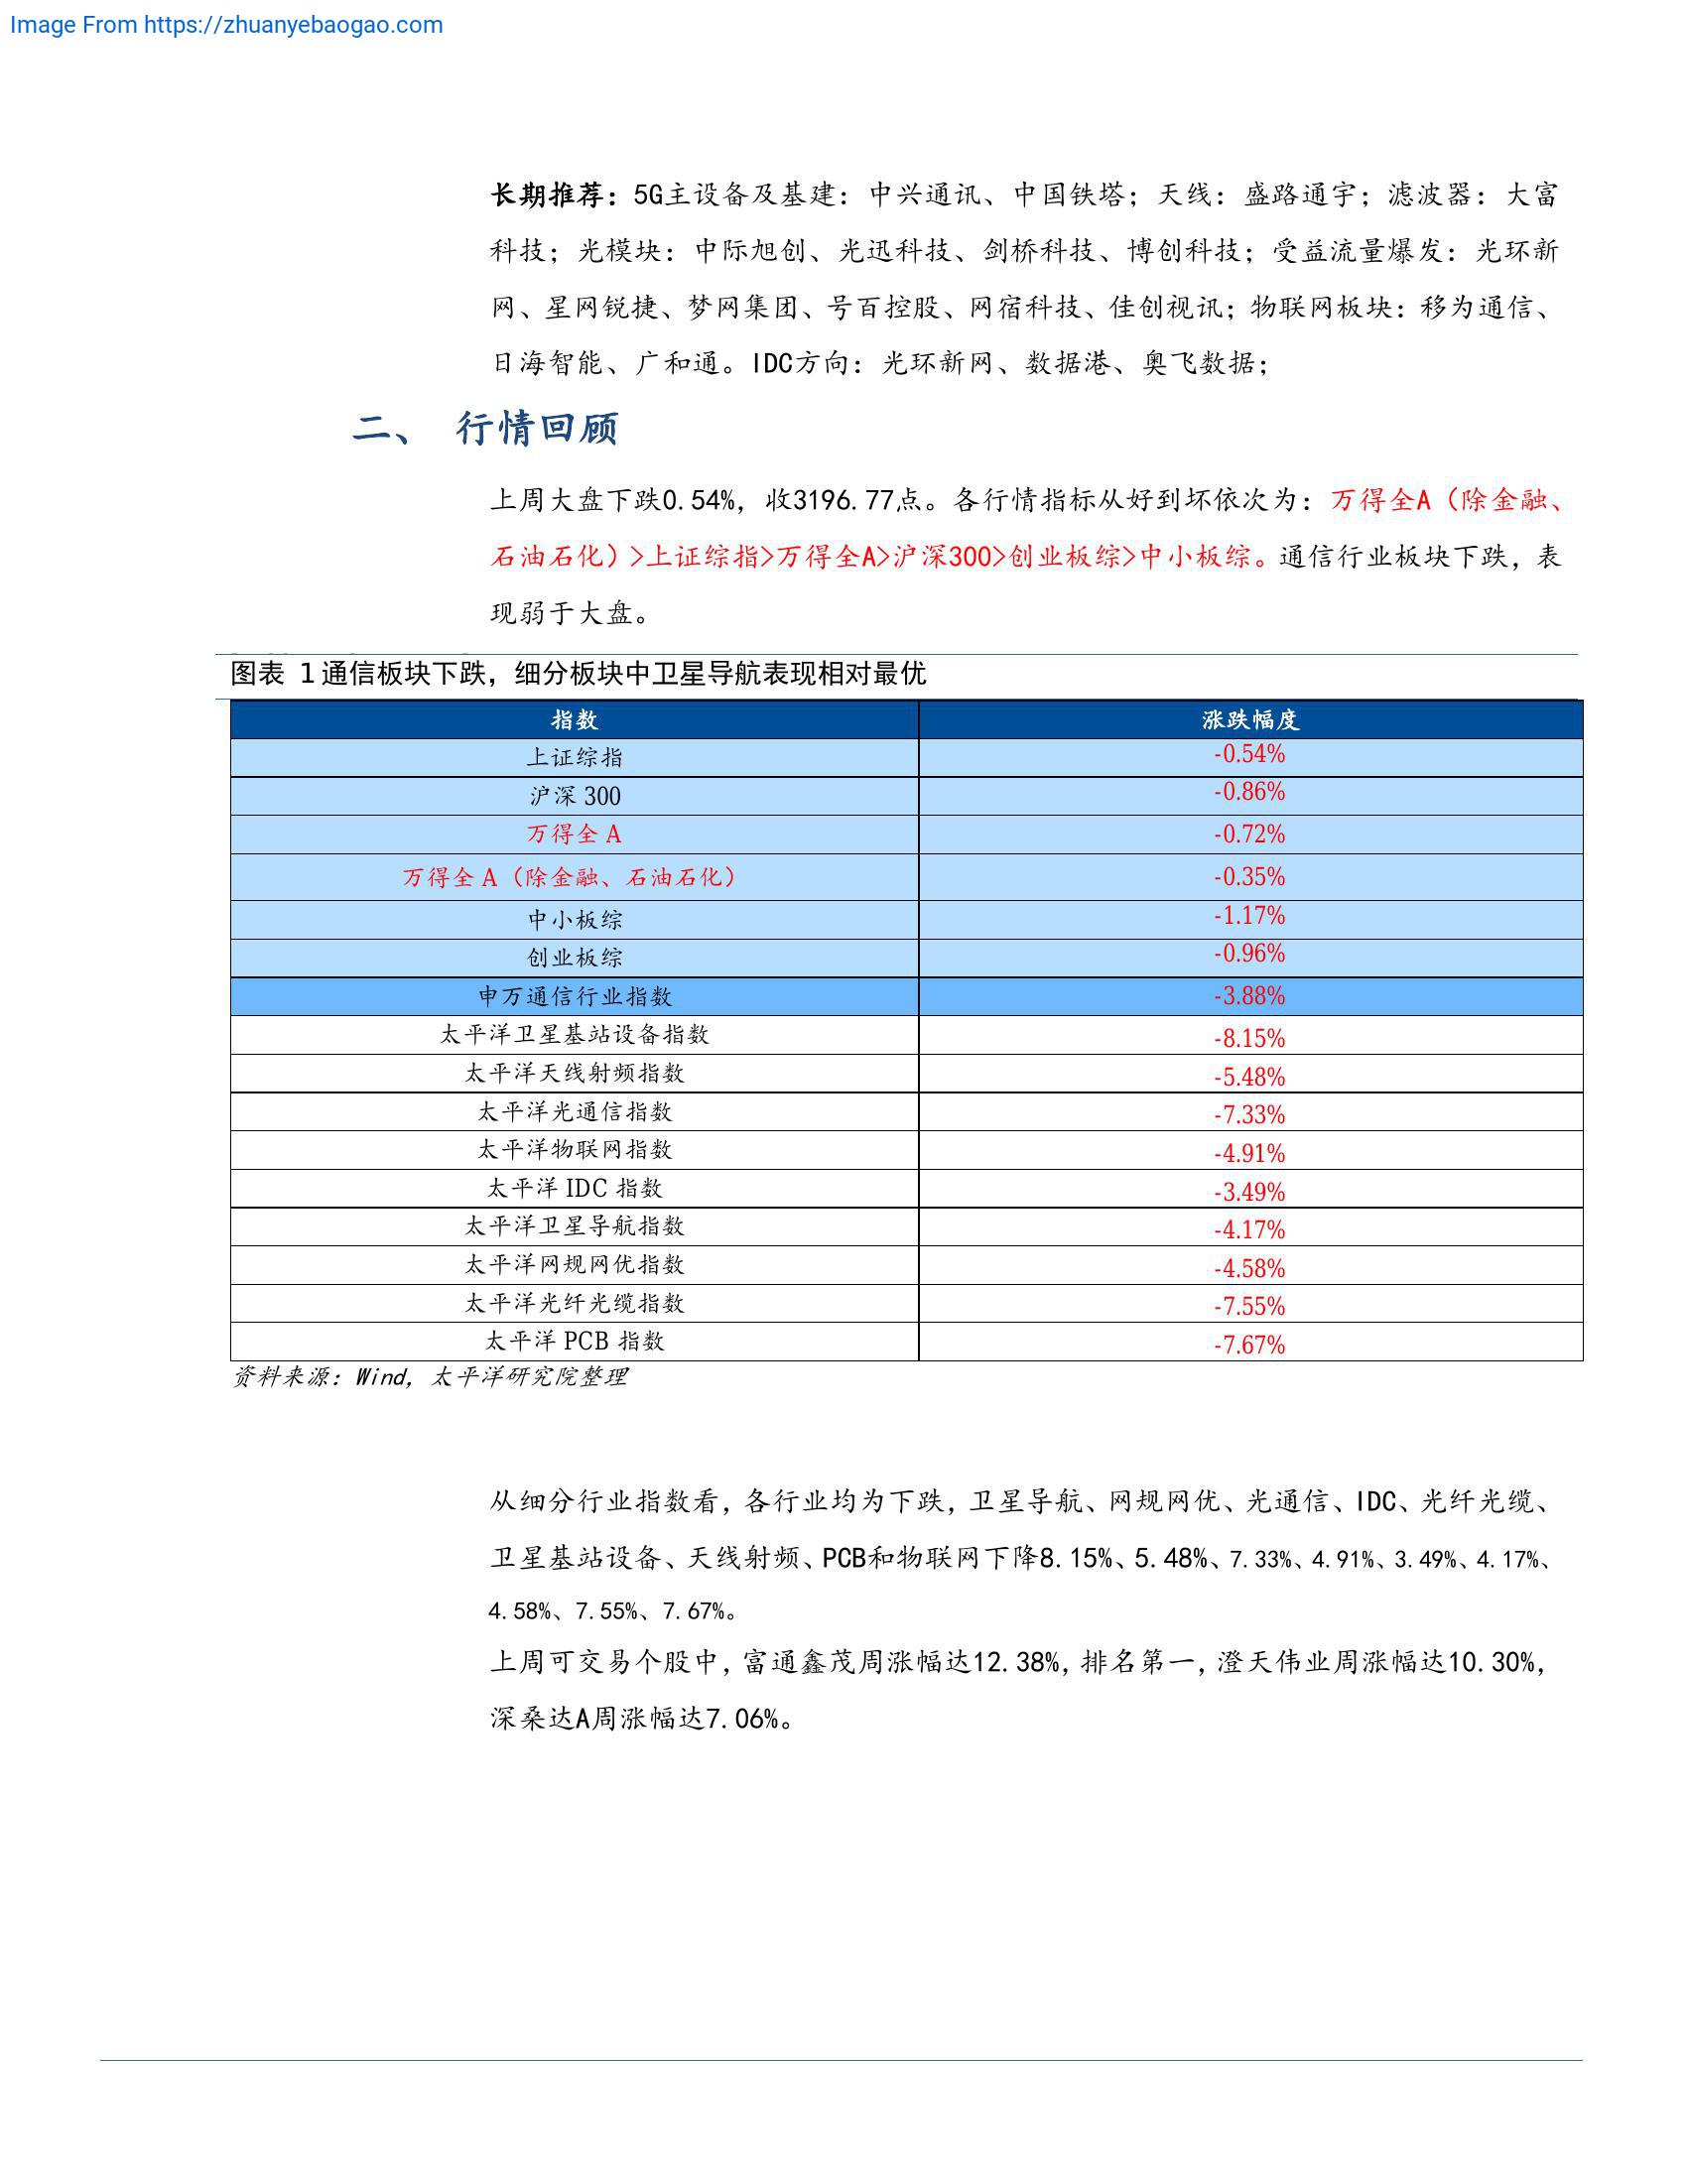 Image From https://zhuanyebaogao.com
长期推荐：5G主设备及基建：中兴通讯、中国铁塔；天线：盛路通宇；滤波器：大富
科技；光模块：中际旭创、光迅科技、剑桥科技、博创科技；受益流量爆发：光环新
网、星网锐捷、梦网集团、号百控股、网宿科技、佳创视讯；物联网板块：移为通信、
日海智能、广和通。IDC方向：光环新网、数据港、奥飞数据；
二、 行情回顾
上周大盘下跌0.54%，收3196.77点。各行情指标从好到坏依次为：万得全A（除金融、
石油石化）>上证综指>万得全A>沪深300>创业板综>中小板综。通信行业板块下跌，表
现弱于大盘。
图表 1通信板块下跌，细分板块中卫星导航表现相对最优
指数 涨跌幅度
上证综指 -0.54%
沪深 300 -0.86%
万得全 A -0.72%
万得全 A（除金融、石油石化） -0.35%
中小板综 -1.17%
创业板综 -0.96%
申万通信行业指数 -3.88%
太平洋卫星基站设备指数 -8.15%
太平洋天线射频指数 -5.48%
太平洋光通信指数 -7.33%
太平洋物联网指数 -4.91%
太平洋 IDC 指数 -3.49%
太平洋卫星导航指数 -4.17%
太平洋网规网优指数 -4.58%
太平洋光纤光缆指数 -7.55%
太平洋 PCB 指数 -7.67%
资料来源：Wind，太平洋研究院整理
从细分行业指数看，各行业均为下跌，卫星导航、网规网优、光通信、IDC、光纤光缆、
卫星基站设备、天线射频、PCB和物联网下降8.15%、5.48%、7.33%、4.91%、3.49%、4.17%、
4.58%、7.55%、7.67%。
上周可交易个股中，富通鑫茂周涨幅达12.38%，排名第一，澄天伟业周涨幅达10.30%，
深桑达A周涨幅达7.06%。